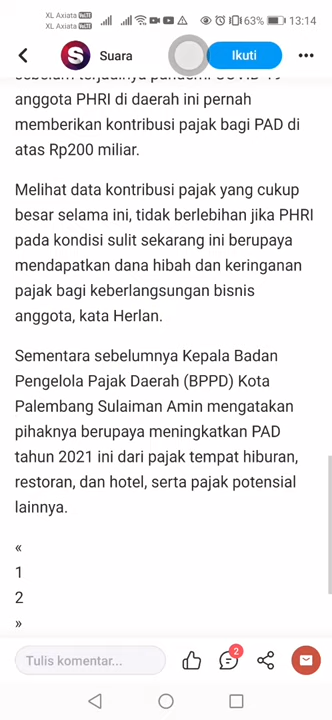 XL Axiata VoLTE
XL Axiata VoLTE
63% 13:14
S Suara Ikuti
anggota PHRI di daerah ini pernah
memberikan kontribusi pajak bagi PAD di
atas Rp200 miliar.
Melihat data kontribusi pajak yang cukup
besar selama ini, tidak berlebihan jika PHRI
pada kondisi sulit sekarang ini berupaya
mendapatkan dana hibah dan keringanan
pajak bagi keberlangsungan bisnis
anggota, kata Herlan.
Sementara sebelumnya Kepala Badan
Pengelola Pajak Daerah (BPPD) Kota
Palembang Sulaiman Amin mengatakan
pihaknya berupaya meningkatkan PAD
tahun 2021 ini dari pajak tempat hiburan,
restoran, dan hotel, serta pajak potensial
lainnya.
«
1
2
»
Tulis komentar... 2